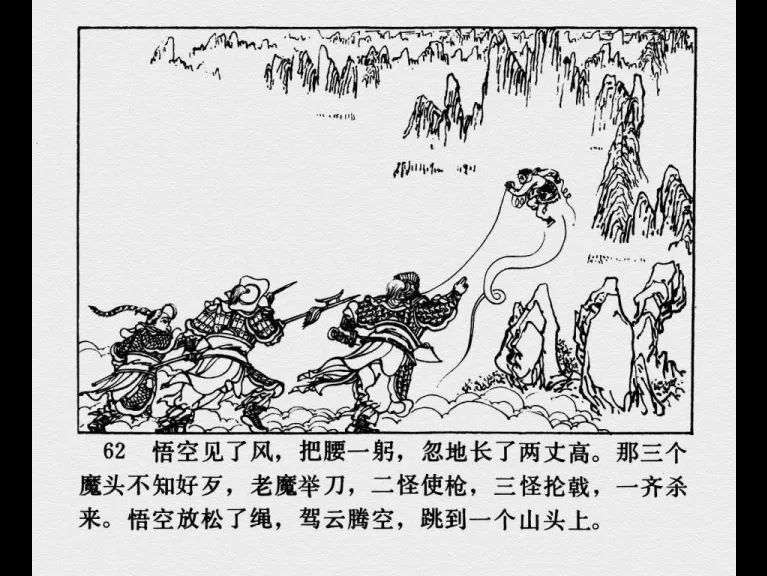 62 悟空见了风，把腰一躬，忽地长了两丈高。那三个
魔头不知好歹，老魔举刀，二怪使枪，三怪抡戟，一齐杀
来。悟空放松了绳，驾云腾空，跳到一个山头上。